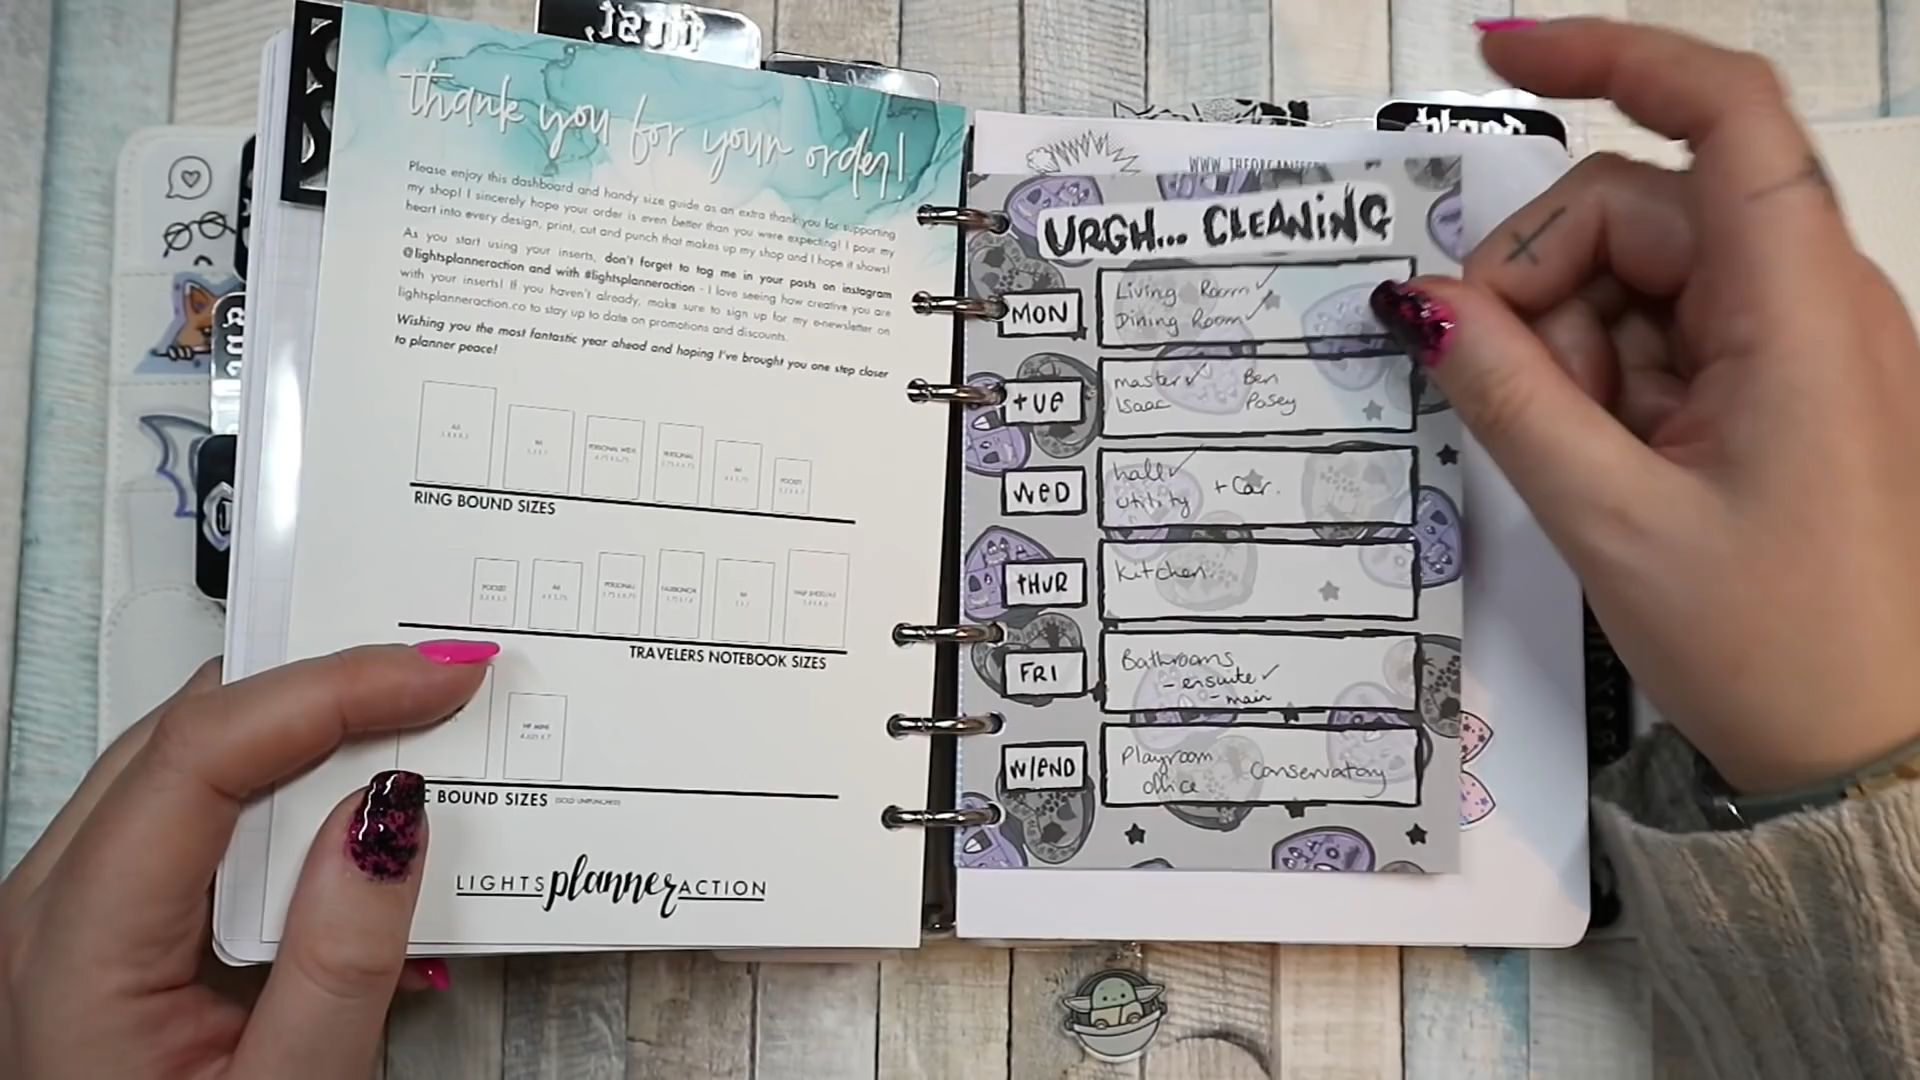 thank you for your order!
Please enjoy this dashboard and handy size guide as an extra thank you for supporting
my shop! I sincerely hope your order is even better than you were expecting! I pour my
heart into every design, print, cut and punch that makes up my shop and I hope it shows!
As you start using your inserts, don't forget to tag me in your posts on instagram
@lightsplanneraction and with #lightsplanneraction - I love seeing how creative you are
with your inserts! If you haven't already, make sure to sign up for my e-newsletter on
lightsplanneraction.co to stay up to date on promotions and discounts.
Wishing you the most fantastic year ahead and hoping I've brought you one step closer
to planner peace!
PERSONAL WIDE
PERSONAL
POCKET
RING BOUND SIZES
POCKET
PERSONAL
TRAVELERS NOTEBOOK SIZES
HP MINI
C BOUND SIZES
LIGHTS planner ACTION
URGH... CLEANING
MON
Living Room ✓
Dining Room ✓
tUE
master ✓ Ben
Isaac Posey
WED
hall ✓
utility + Car.
tHUR
Kitchen.
FRI
Bathrooms
- ensuite ✓
- main
W/END
Playroom
office Conservatory